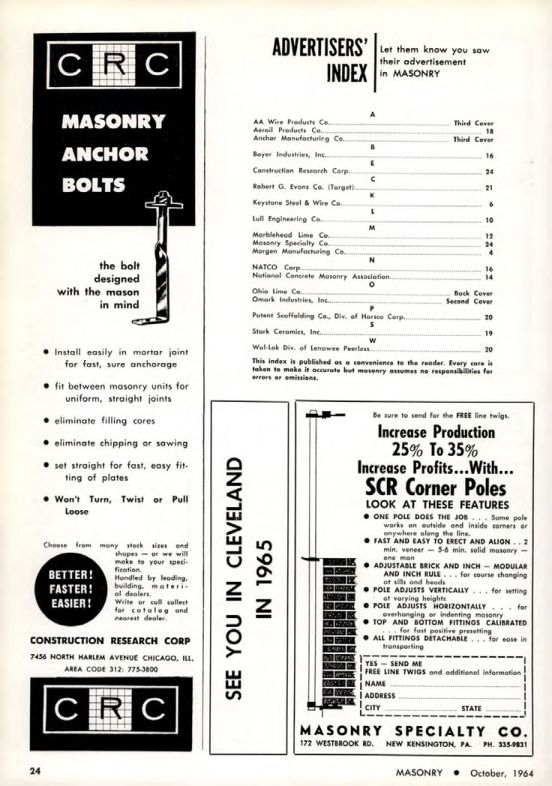 CRC
MASONRY
ANCHOR
BOLTS
the bolt
designed
with the mason
in mind
● Install easily in mortar joint
for fast, sure anchorage
● fit between masonry units for
uniform, straight joints
● eliminate filling cores
● eliminate chipping or sawing
● set straight for fast, easy fit-
ting of plates
● Won't Turn, Twist or Pull
Loose
Choose from many stock sizes and
shapes — or we will
make to your speci-
fication.
Handled by leading,
building, materi-
al dealers.
Write or call collect
for catalog and
nearest dealer.
BETTER!
FASTER!
EASIER!
CONSTRUCTION RESEARCH CORP
7456 NORTH HARLEM AVENUE CHICAGO, ILL.
AREA CODE 312: 775-3800
CRC
ADVERTISERS'
INDEX
Let them know you saw
their advertisement
in MASONRY
A
AA Wire Products Co. Third Cover
Aeroil Products Co. 18
Anchor Manufacturing Co. Third Cover
B
Boyer Industries, Inc. 16
E
Construction Research Corp. 24
C
Robert G. Evans Co. (Target) 21
K
Keystone Steel & Wire Co. 6
L
Lull Engineering Co. 10
M
Marblehead Lime Co. 12
Masonry Specialty Co. 24
Morgen Manufacturing Co. 4
N
NATCO Corp. 16
National Concrete Masonry Association 14
O
Ohio Lime Co. Back Cover
Omark Industries, Inc. Second Cover
P
Patent Scaffolding Co., Div. of Harsco Corp. 20
S
Stark Ceramics, Inc. 19
W
Wal-Lok Div. of Lenawee Peerless 20
This index is published as a convenience to the reader. Every care is
taken to make it accurate but masonry assumes no responsibilities for
errors or omissions.
SEE YOU IN CLEVELAND
IN 1965
Be sure to send for the FREE line twigs.
Increase Production
25% To 35%
Increase Profits...With...
SCR Corner Poles
LOOK AT THESE FEATURES
● ONE POLE DOES THE JOB . . . Same pole
works on outside and inside corners or
anywhere along the line.
● FAST AND EASY TO ERECT AND ALIGN . . 2
min. veneer — 5-6 min. solid masonry —
one man
● ADJUSTABLE BRICK AND INCH — MODULAR
AND INCH RULE . . . for course changing
at sills and heads
● POLE ADJUSTS VERTICALLY . . . for setting
at varying heights
● POLE ADJUSTS HORIZONTALLY . . . for
overhanging or indenting masonry
● TOP AND BOTTOM FITTINGS CALIBRATED
. . . for fast positive presetting
● ALL FITTINGS DETACHABLE . . . for ease in
transporting
YES — SEND ME
FREE LINE TWIGS and additional information
NAME
ADDRESS
CITY STATE
MASONRY SPECIALTY CO.
172 WESTBROOK RD. NEW KENSINGTON, PA. PH. 335-9831
24
MASONRY ● October, 1964